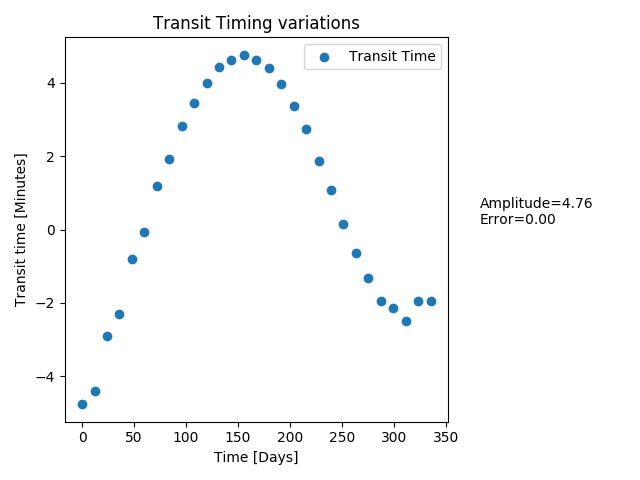 Transit Timing variations
Transit Time
Transit time [Minutes]
4
2
0
−2
−4
Amplitude=4.76
Error=0.00
0 50 100 150 200 250 300 350
Time [Days]